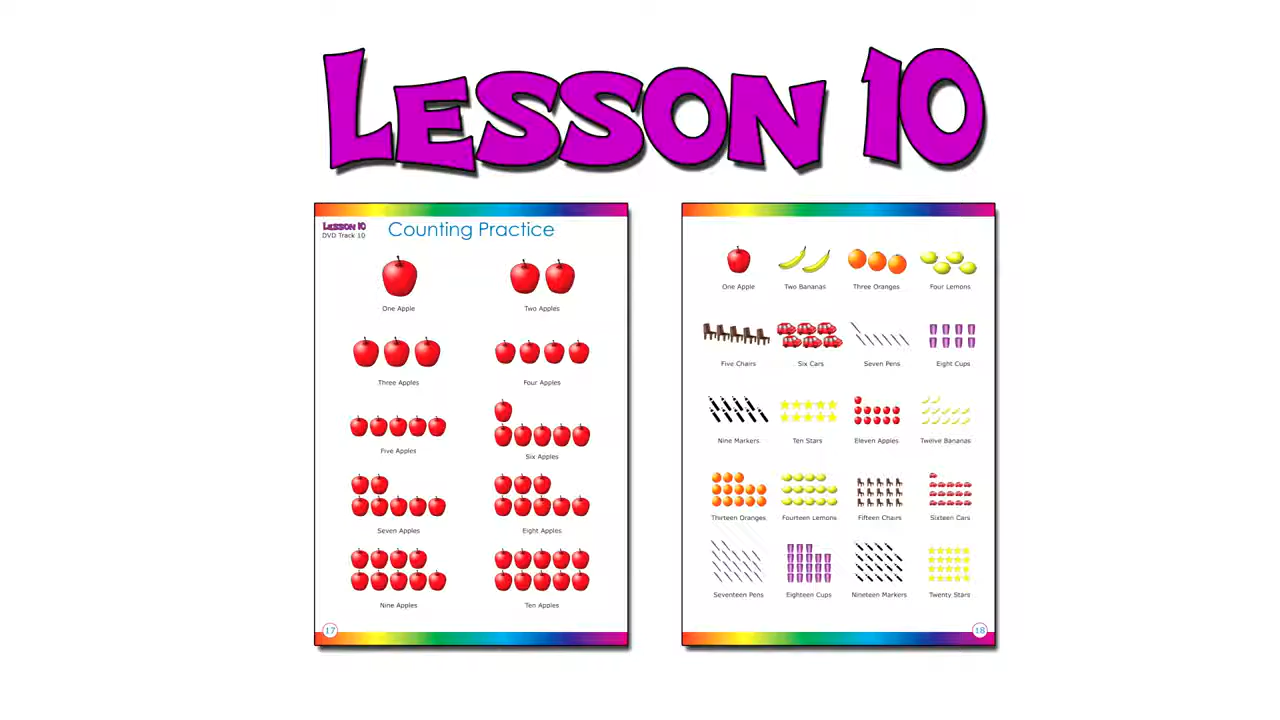 LESSON 10
LESSON 10
DVD Track 10
Counting Practice
One Apple
Two Apples
Three Apples
Four Apples
Five Apples
Six Apples
Seven Apples
Eight Apples
Nine Apples
Ten Apples
17
One Apple
Two Bananas
Three Oranges
Four Lemons
Five Chairs
Six Cars
Seven Pens
Eight Cups
Nine Markers
Ten Stars
Eleven Apples
Twelve Bananas
Thirteen Oranges
Fourteen Lemons
Fifteen Chairs
Sixteen Cars
Seventeen Pens
Eighteen Cups
Nineteen Markers
Twenty Stars
18